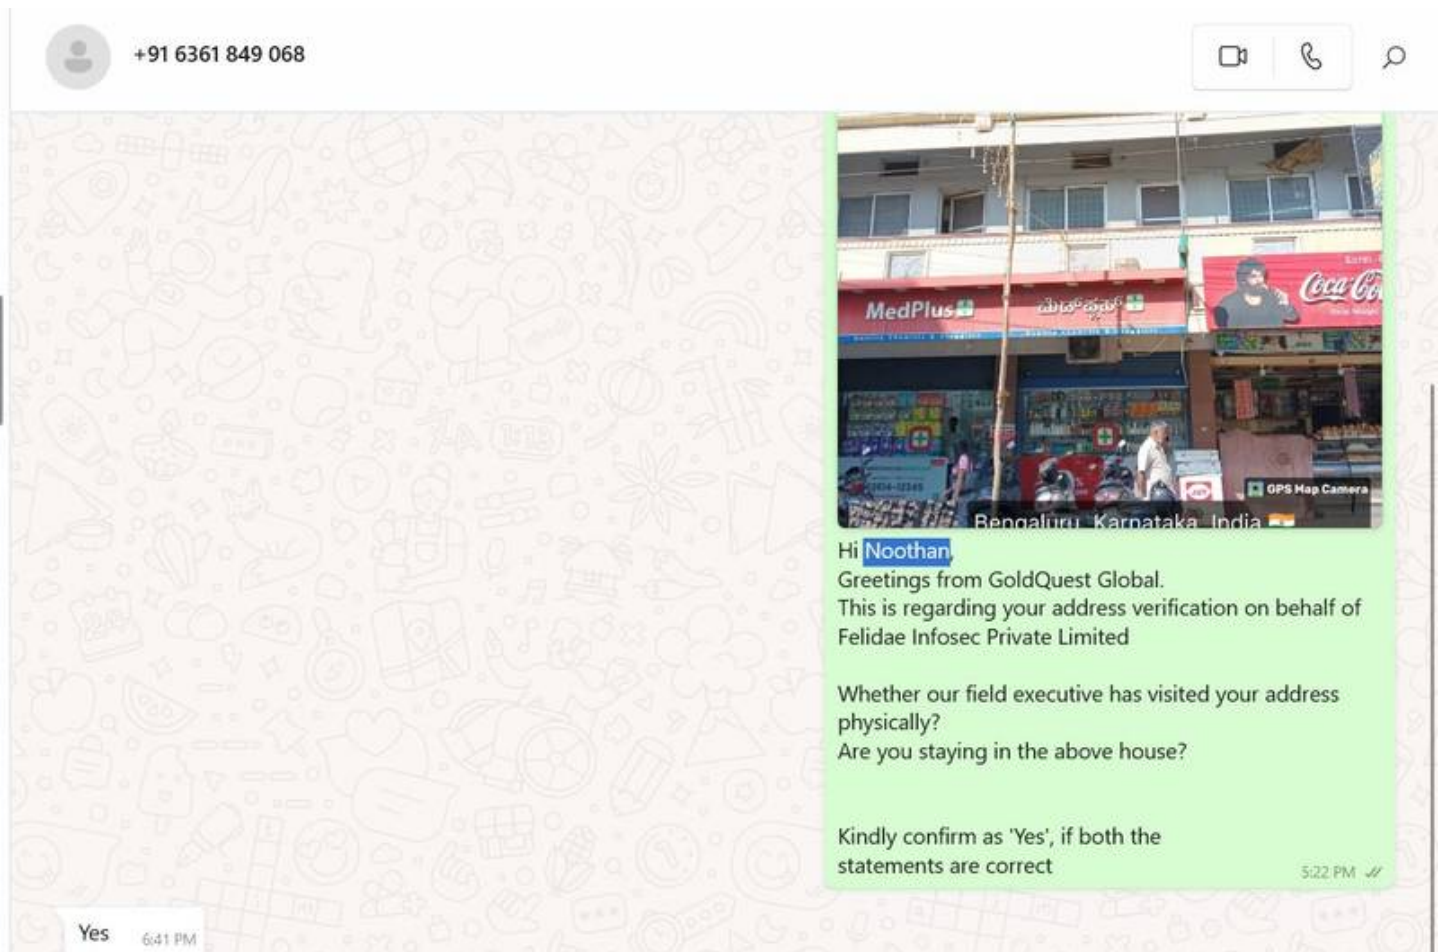 +91 6361 849 068
MedPlus ಮೆಡ್‌ಪ್ಲಸ್
Coca-Co
GPS Map Camera
Bengaluru, Karnataka, India
Hi Noothan,
Greetings from GoldQuest Global.
This is regarding your address verification on behalf of
Felidae Infosec Private Limited
Whether our field executive has visited your address
physically?
Are you staying in the above house?
Kindly confirm as 'Yes', if both the
statements are correct
5:22 PM
Yes
6:41 PM